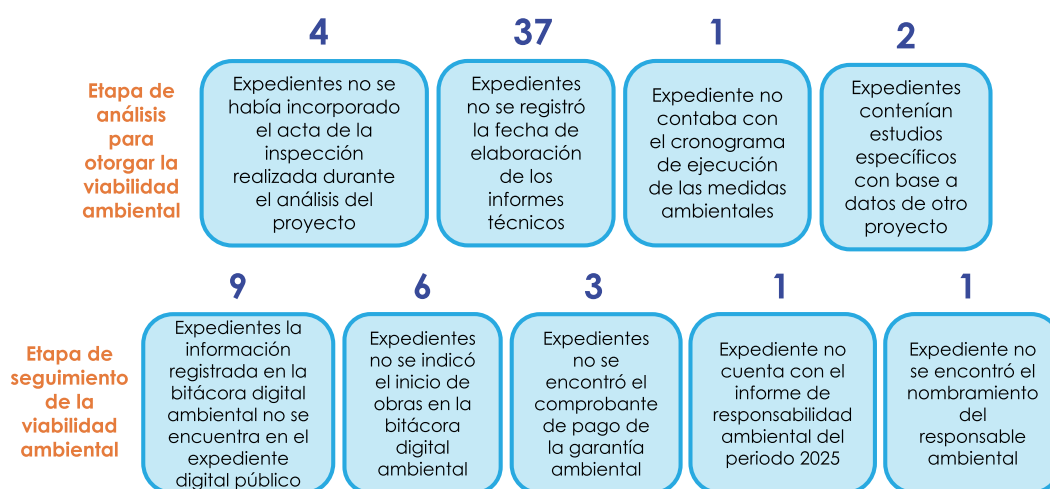 4
37
1
2
Etapa de
análisis
para
otorgar la
viabilidad
ambiental
Expedientes no se
había incorporado
el acta de la
inspección
realizada durante
el análisis del
proyecto
Expedientes
no se registró
la fecha de
elaboración
de los
informes
técnicos
Expediente no
contaba con
el cronograma
de ejecución
de las medidas
ambientales
Expedientes
contenían
estudios
específicos
con base a
datos de otro
proyecto
9
6
3
1
1
Etapa de
seguimiento
de la
viabilidad
ambiental
Expedientes la
información
registrada en la
bitácora digital
ambiental no se
encuentra en el
expediente
digital público
Expedientes
no se indicó
el inicio de
obras en la
bitácora
digital
ambiental
Expedientes
no se
encontró el
comprobante
de pago de
la garantía
ambiental
Expediente no
cuenta con el
informe de
responsabilidad
ambiental del
periodo 2025
Expediente no
se encontró el
nombramiento
del
responsable
ambiental